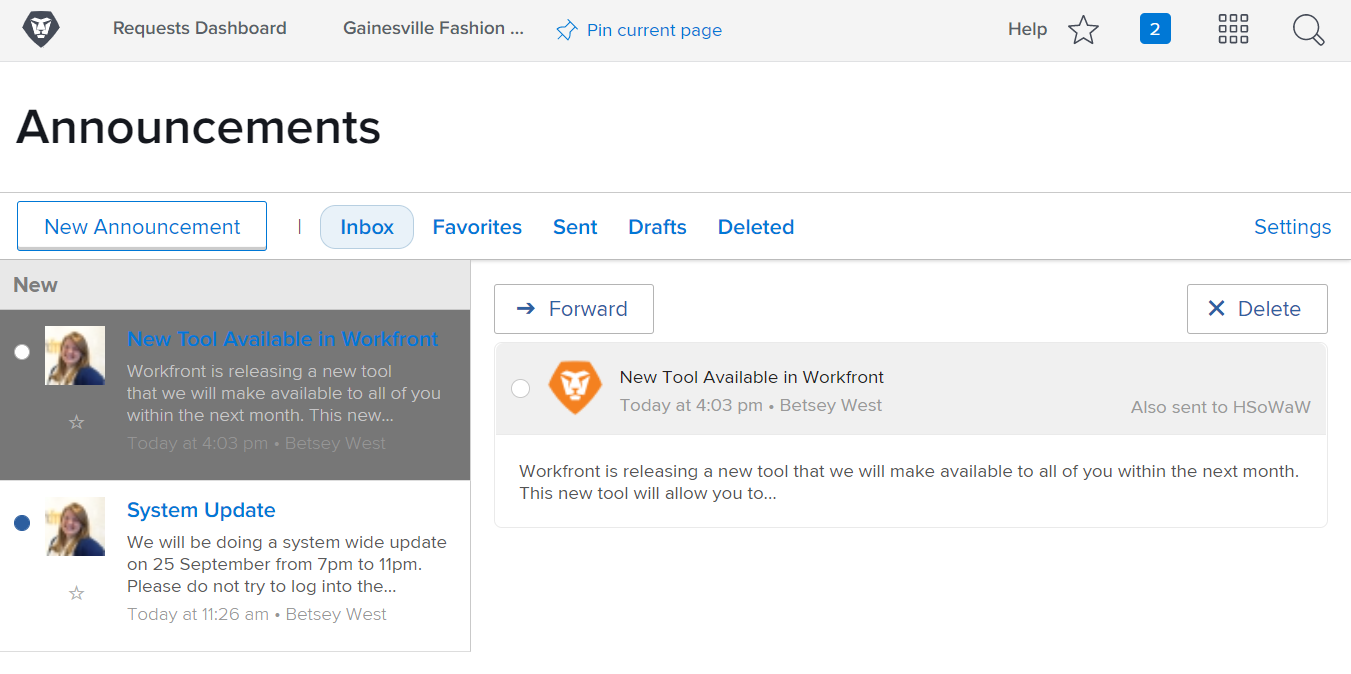 Requests Dashboard Gainesville Fashion ... Pin current page Help 2
Announcements
New Announcement | Inbox Favorites Sent Drafts Deleted Settings
New
New Tool Available in Workfront
Workfront is releasing a new tool
that we will make available to all of you
within the next month. This new...
Today at 4:03 pm • Betsey West
System Update
We will be doing a system wide update
on 25 September from 7pm to 11pm.
Please do not try to log into the...
Today at 11:26 am • Betsey West
Forward Delete
New Tool Available in Workfront
Today at 4:03 pm • Betsey West Also sent to HSoWaW
Workfront is releasing a new tool that we will make available to all of you within the next month.
This new tool will allow you to...